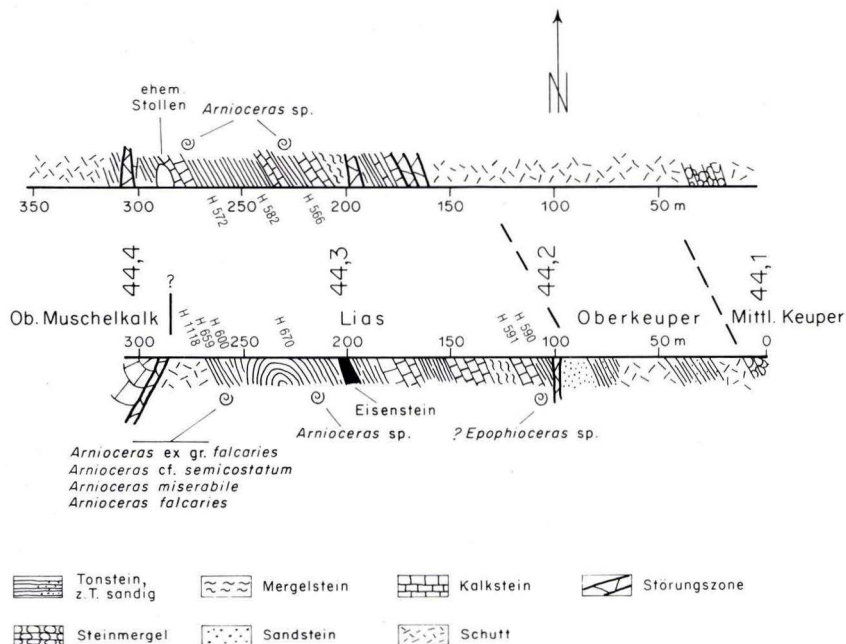 N
ehem.
Stollen
Arnioceras sp.
350 300 250 200 150 100 50 m
H 572
H 582
H 566
44,4 44,3 44,2 44,1
?
Ob. Muschelkalk Lias Oberkeuper Mittl. Keuper
H 1118
H 659
H 600
H 670
H 591
H 590
300 250 200 150 100 50 m 0
Eisenstein
Arnioceras sp. ? Epophioceras sp.
Arnioceras ex gr. falcaries
Arnioceras cf. semicostatum
Arnioceras miserabile
Arnioceras falcaries
Tonstein,
z.T. sandig
Mergelstein
Kalkstein
Störungszone
Steinmergel
Sandstein
Schutt